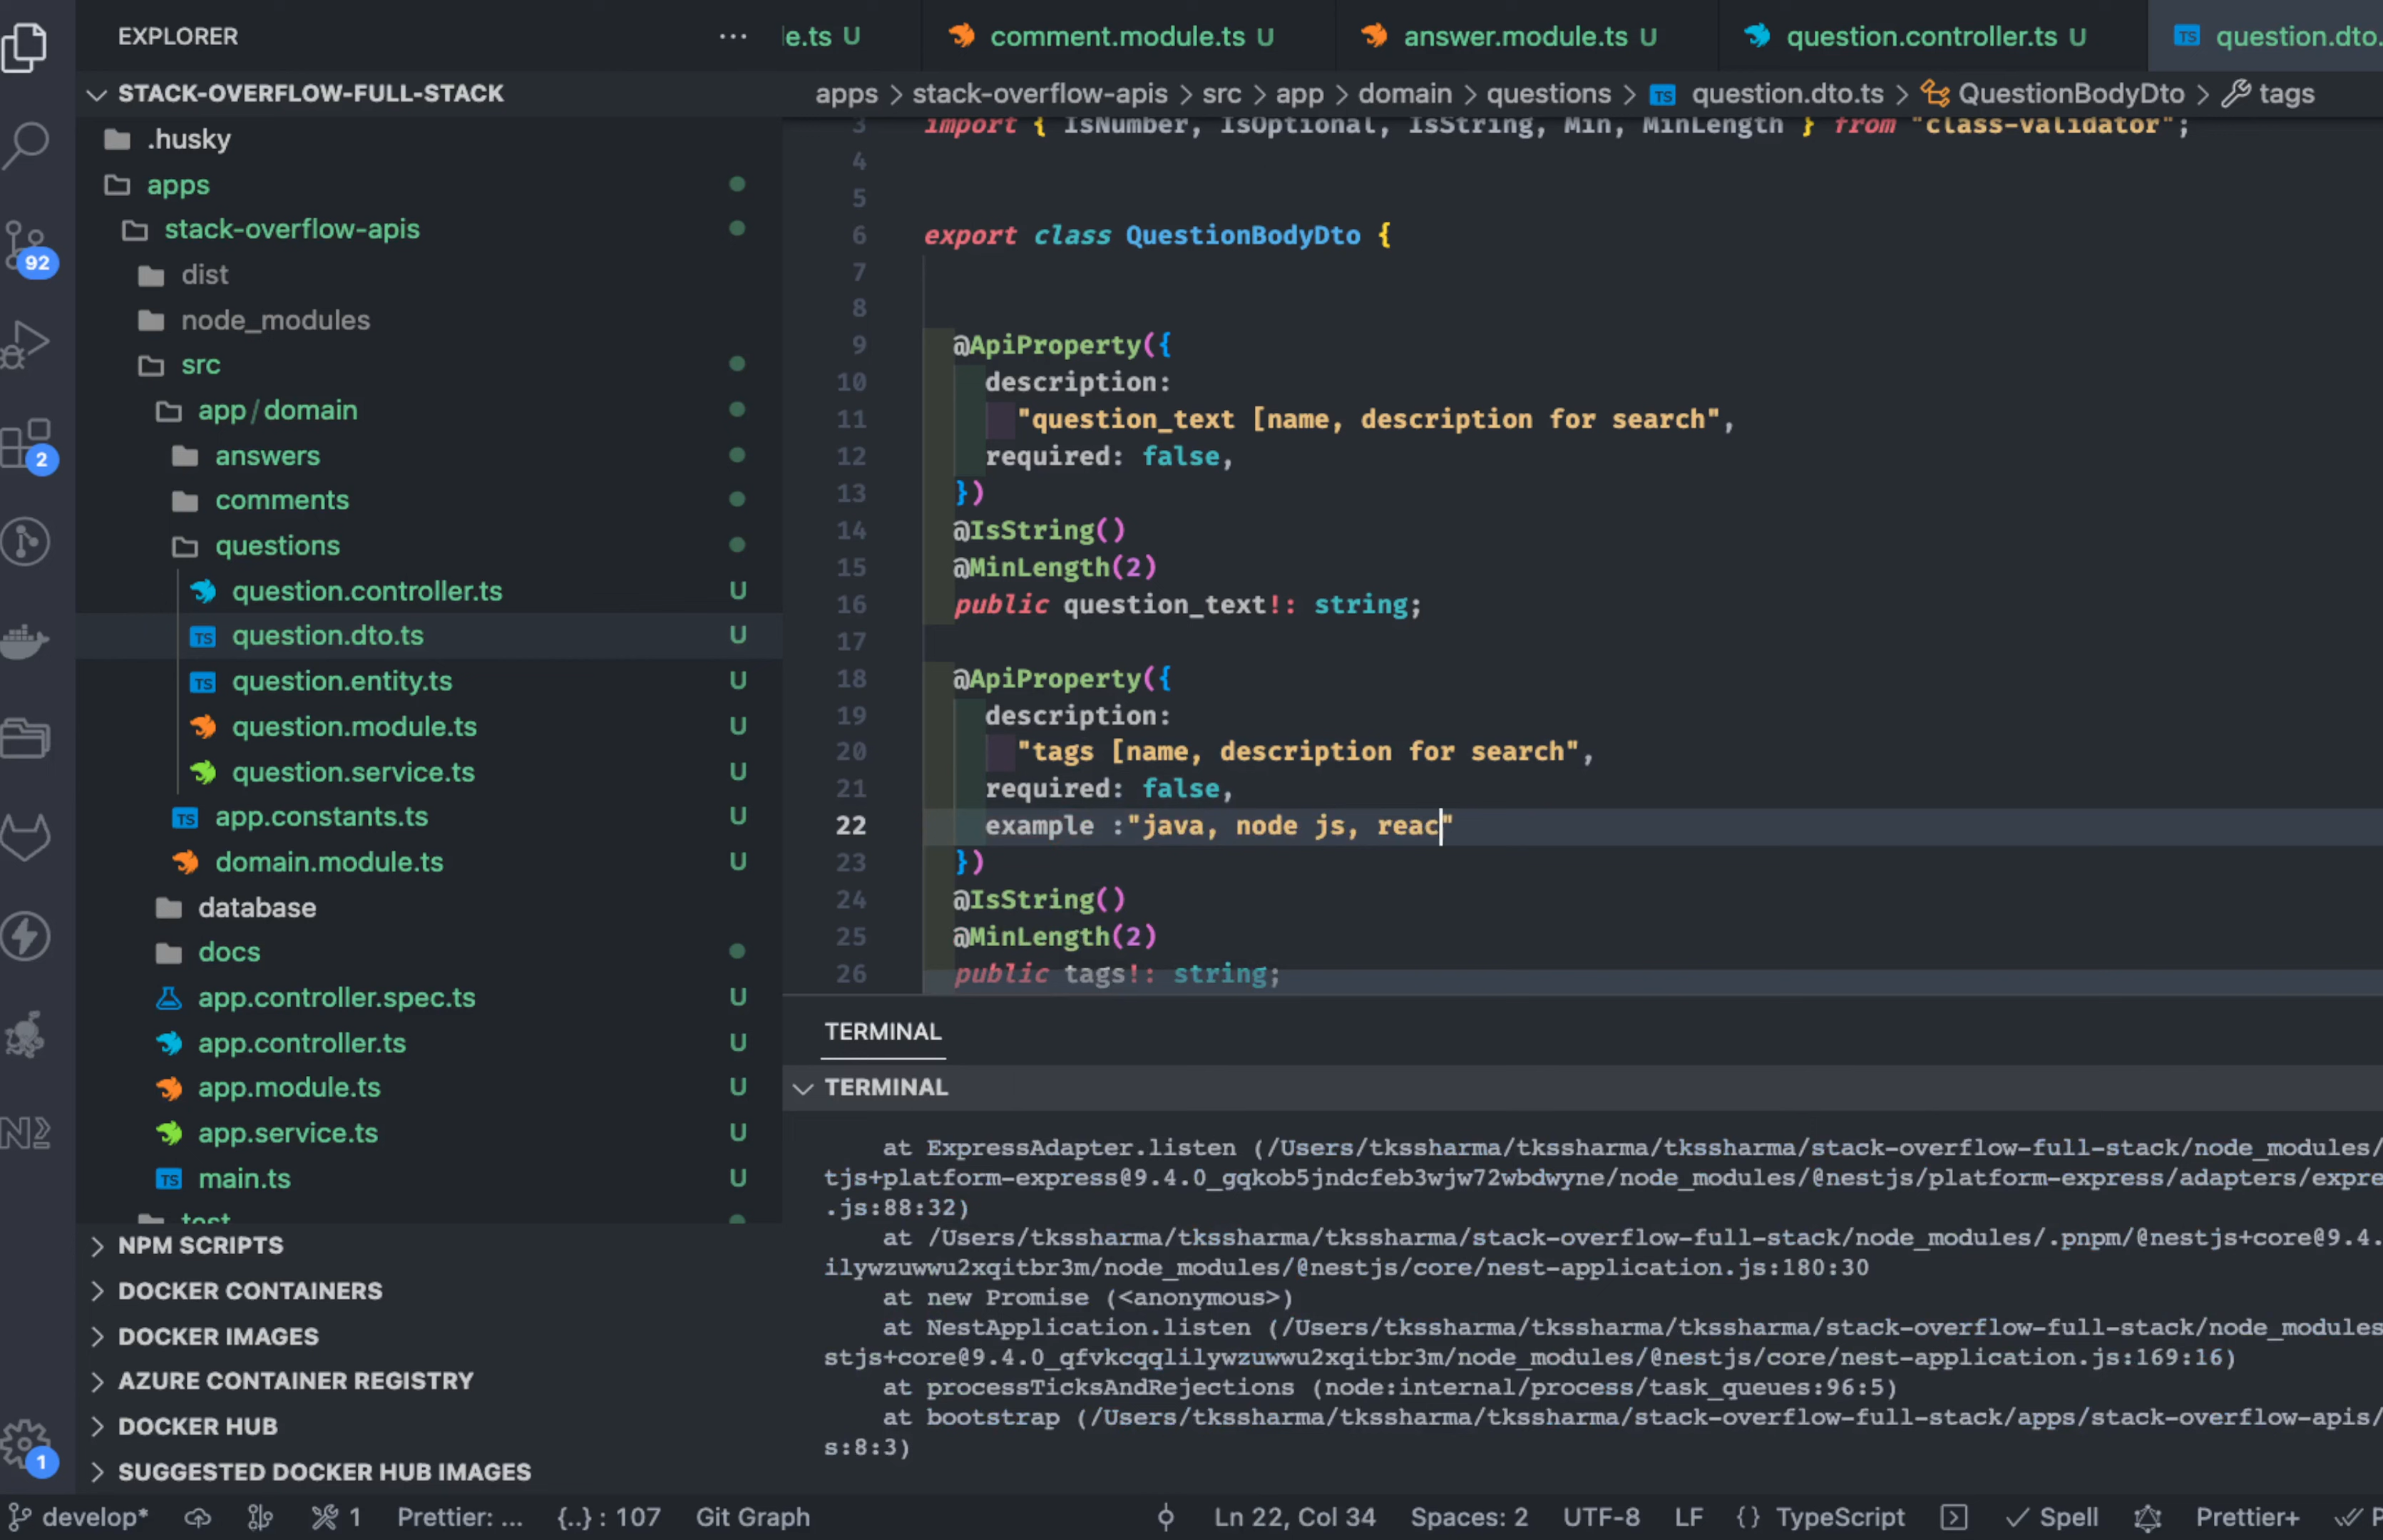 EXPLORER
STACK-OVERFLOW-FULL-STACK
.husky
apps
stack-overflow-apis
dist
node_modules
src
app/domain
answers
comments
questions
question.controller.ts U
question.dto.ts U
question.entity.ts U
question.module.ts U
question.service.ts U
app.constants.ts U
domain.module.ts U
database
docs
app.controller.spec.ts U
app.controller.ts U
app.module.ts U
app.service.ts U
main.ts U
test
NPM SCRIPTS
DOCKER CONTAINERS
DOCKER IMAGES
AZURE CONTAINER REGISTRY
DOCKER HUB
SUGGESTED DOCKER HUB IMAGES
92
2
1
le.ts U comment.module.ts U answer.module.ts U question.controller.ts U TS question.dto.
apps > stack-overflow-apis > src > app > domain > questions > TS question.dto.ts > QuestionBodyDto > tags
3 import { IsNumber, IsOptional, IsString, Min, MinLength } from "class-validator";
4
5
6 export class QuestionBodyDto {
7
8
9 @ApiProperty({
10 description:
11 "question_text [name, description for search",
12 required: false,
13 })
14 @IsString()
15 @MinLength(2)
16 public question_text!: string;
17
18 @ApiProperty({
19 description:
20 "tags [name, description for search",
21 required: false,
22 example :"java, node js, reac"
23 })
24 @IsString()
25 @MinLength(2)
26 public tags!: string;
TERMINAL
TERMINAL
at ExpressAdapter.listen (/Users/tkssharma/tkssharma/tkssharma/stack-overflow-full-stack/node_modules/
tjs+platform-express@9.4.0_gqkob5jndcfeb3wjw72wbdwyne/node_modules/@nestjs/platform-express/adapters/expre
.js:88:32)
at /Users/tkssharma/tkssharma/tkssharma/stack-overflow-full-stack/node_modules/.pnpm/@nestjs+core@9.4.
ilywzuwwu2xqitbr3m/node_modules/@nestjs/core/nest-application.js:180:30
at new Promise (<anonymous>)
at NestApplication.listen (/Users/tkssharma/tkssharma/tkssharma/stack-overflow-full-stack/node_modules
stjs+core@9.4.0_qfvkcqqlilywzuwwu2xqitbr3m/node_modules/@nestjs/core/nest-application.js:169:16)
at processTicksAndRejections (node:internal/process/task_queues:96:5)
at bootstrap (/Users/tkssharma/tkssharma/tkssharma/stack-overflow-full-stack/apps/stack-overflow-apis/
s:8:3)
develop* 1 Prettier: ... {..} : 107 Git Graph Ln 22, Col 34 Spaces: 2 UTF-8 LF {} TypeScript Spell Prettier+ P